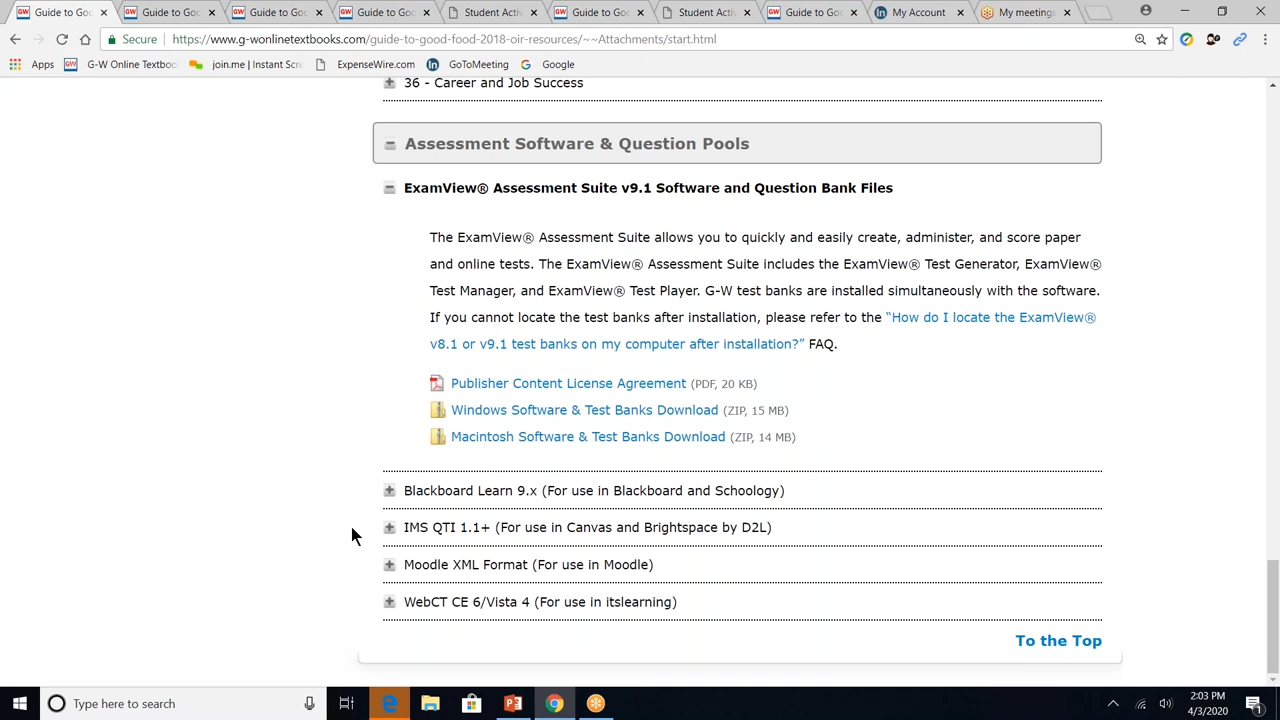 Guide to Go
Guide to Goo
Guide to Goo
Guide to Goo
Student Activ
Guide to Goo
Student Activ
Guide to Goo
My Account
My meetings
Secure
https://www.g-wonlinetextbooks.com/guide-to-good-food-2018-oir-resources/~~Attachments/start.html
Apps
G-W Online Textboo
join.me | Instant Scre
ExpenseWire.com
GoToMeeting
Google
36 - Career and Job Success
Assessment Software & Question Pools
ExamView® Assessment Suite v9.1 Software and Question Bank Files
The ExamView® Assessment Suite allows you to quickly and easily create, administer, and score paper
and online tests. The ExamView® Assessment Suite includes the ExamView® Test Generator, ExamView®
Test Manager, and ExamView® Test Player. G-W test banks are installed simultaneously with the software.
If you cannot locate the test banks after installation, please refer to the “How do I locate the ExamView®
v8.1 or v9.1 test banks on my computer after installation?” FAQ.
Publisher Content License Agreement (PDF, 20 KB)
Windows Software & Test Banks Download (ZIP, 15 MB)
Macintosh Software & Test Banks Download (ZIP, 14 MB)
Blackboard Learn 9.x (For use in Blackboard and Schoology)
IMS QTI 1.1+ (For use in Canvas and Brightspace by D2L)
Moodle XML Format (For use in Moodle)
WebCT CE 6/Vista 4 (For use in itslearning)
To the Top
Type here to search
2:03 PM
4/3/2020